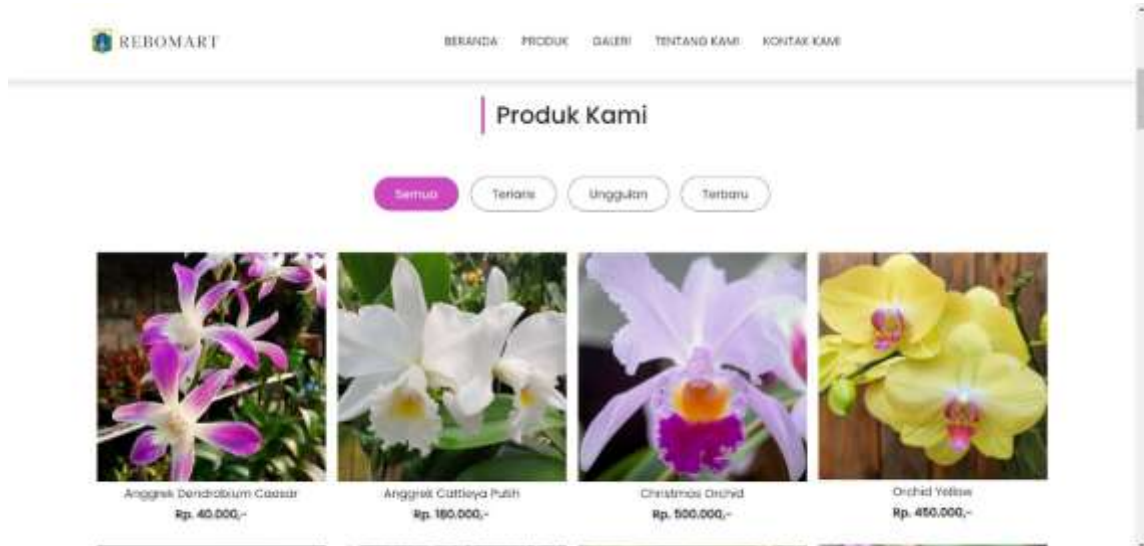 REBOMART
BERANDA PRODUK GALERI TENTANG KAMI KONTAK KAMI
Produk Kami
Semua Terlaris Unggulan Terbaru
Anggrek Dendrobium Caesar Anggrek Cattleya Putih Christmas Orchid Orchid Yellow
Rp. 40.000,- Rp. 160.000,- Rp. 500.000,- Rp. 450.000,-